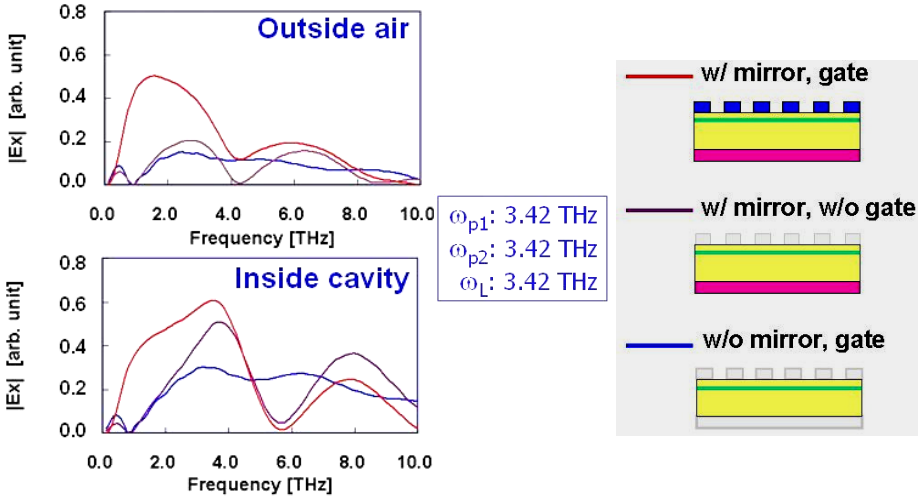 0.8
0.6
0.4
0.2
0.0
|Ex| [arb. unit]
Outside air
0.0 2.0 4.0 6.0 8.0 10.0
Frequency [THz]
0.8
0.6
0.4
0.2
0.0
|Ex| [arb. unit]
Inside cavity
0.0 2.0 4.0 6.0 8.0 10.0
Frequency [THz]
ωp1: 3.42 THz
ωp2: 3.42 THz
ωL: 3.42 THz
w/ mirror, gate
w/ mirror, w/o gate
w/o mirror, gate